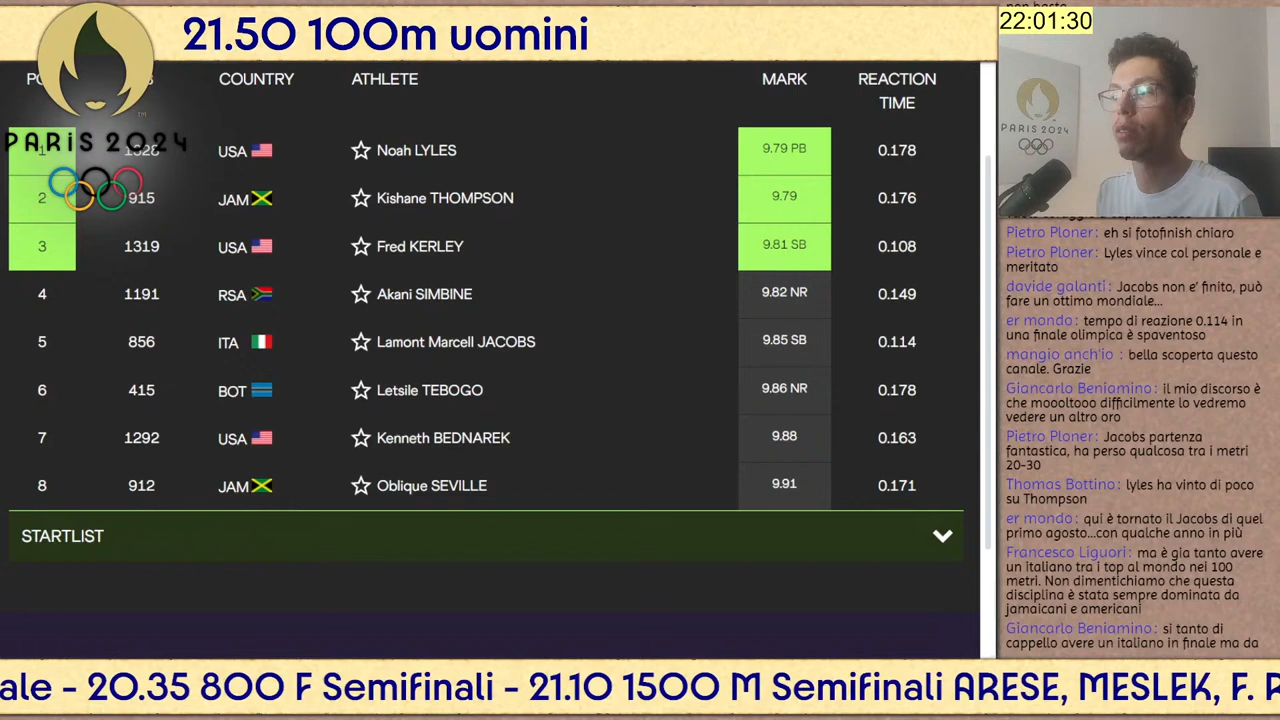 21.50 100m uomini
22:01:30
COUNTRY ATHLETE MARK REACTION
TIME
PARIS 2024
1 USA Noah LYLES 9.79 PB 0.178
2 915 JAM Kishane THOMPSON 9.79 0.176
3 1319 USA Fred KERLEY 9.81 SB 0.108
4 1191 RSA Akani SIMBINE 9.82 NR 0.149
5 856 ITA Lamont Marcell JACOBS 9.85 SB 0.114
6 415 BOT Letsile TEBOGO 9.86 NR 0.178
7 1292 USA Kenneth BEDNAREK 9.88 0.163
8 912 JAM Oblique SEVILLE 9.91 0.171
STARTLIST
PARIS 2024
Pietro Ploner: eh si fotofinish chiaro
Pietro Ploner: Lyles vince col personale e
meritato
davide galanti: Jacobs non e' finito, può
fare un ottimo mondiale...
er mondo: tempo di reazione 0.114 in
una finale olimpica è spaventoso
mangio anch'io : bella scoperta questo
canale. Grazie
Giancarlo Beniamino: il mio discorso è
che moooltooo difficilmente lo vedremo
vedere un altro oro
Pietro Ploner: Jacobs partenza
fantastica, ha perso qualcosa tra i metri
20-30
Thomas Bottino: lyles ha vinto di poco
su Thompson
er mondo: qui è tornato il Jacobs di quel
primo agosto...con qualche anno in più
Francesco Liguori: ma è gia tanto avere
un italiano tra i top al mondo nei 100
metri. Non dimentichiamo che questa
disciplina è stata sempre dominata da
jamaicani e americani
Giancarlo Beniamino: si tanto di
cappello avere un italiano in finale ma da
ale - 20.35 800 F Semifinali - 21.10 1500 M Semifinali ARESE, MESLEK, F.